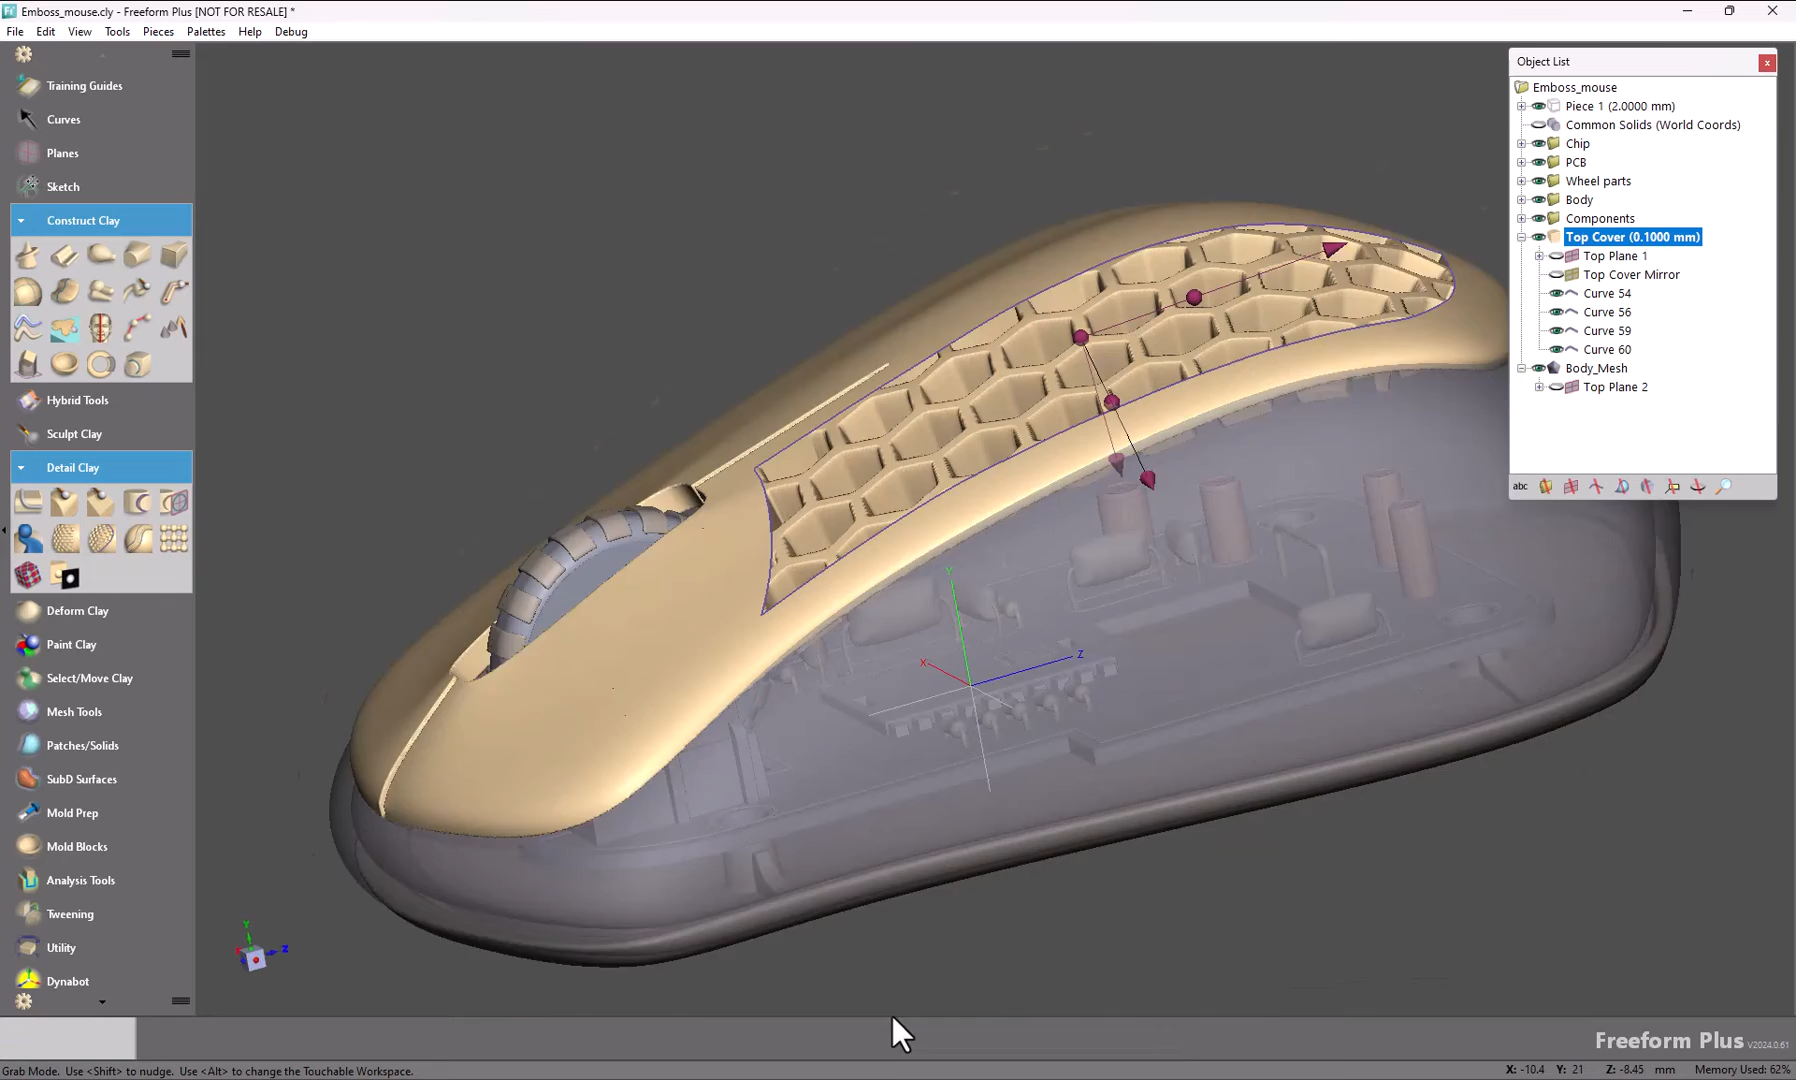 Emboss_mouse.cly - Freeform Plus [NOT FOR RESALE] *
File Edit View Tools Pieces Palettes Help Debug
Training Guides
Curves
Planes
Sketch
Construct Clay
Hybrid Tools
Sculpt Clay
Detail Clay
Deform Clay
Paint Clay
Select/Move Clay
Mesh Tools
Patches/Solids
SubD Surfaces
Mold Prep
Mold Blocks
Analysis Tools
Tweening
Utility
Dynabot
Object List
Emboss_mouse
Piece 1 (2.0000 mm)
Common Solids (World Coords)
Chip
PCB
Wheel parts
Body
Components
Top Cover (0.1000 mm)
Top Plane 1
Top Cover Mirror
Curve 54
Curve 56
Curve 59
Curve 60
Body_Mesh
Top Plane 2
abc
Y
X
Z
Y
Z
Freeform Plus V2024.0.61
Grab Mode. Use <Shift> to nudge. Use <Alt> to change the Touchable Workspace.
X: -10.4 Y: 21 Z: -8.45 mm Memory Used: 62%